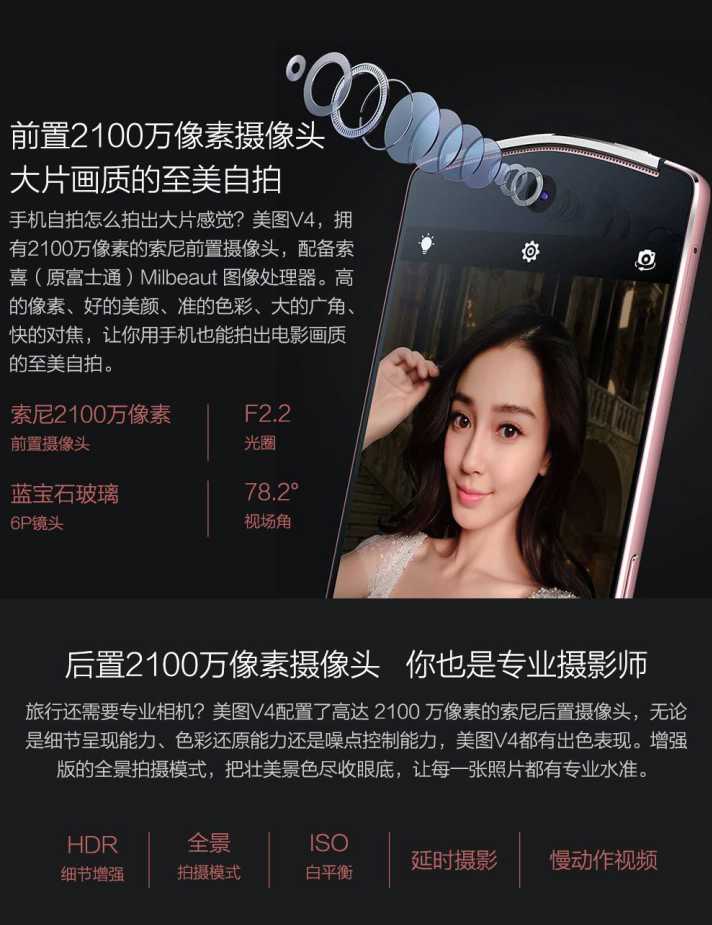 前置2100万像素摄像头
大片画质的至美自拍
手机自拍怎么拍出大片感觉？美图V4，拥
有2100万像素的索尼前置摄像头，配备索
喜（原富士通）Milbeaut 图像处理器。高
的像素、好的美颜、准的色彩、大的广角、
快的对焦，让你用手机也能拍出电影画质
的至美自拍。
索尼2100万像素
前置摄像头
F2.2
光圈
蓝宝石玻璃
6P镜头
78.2°
视场角
后置2100万像素摄像头 你也是专业摄影师
旅行还需要专业相机？美图V4配置了高达 2100 万像素的索尼后置摄像头，无论
是细节呈现能力、色彩还原能力还是噪点控制能力，美图V4都有出色表现。增强
版的全景拍摄模式，把壮美景色尽收眼底，让每一张照片都有专业水准。
HDR
细节增强
全景
拍摄模式
ISO
白平衡
延时摄影
慢动作视频